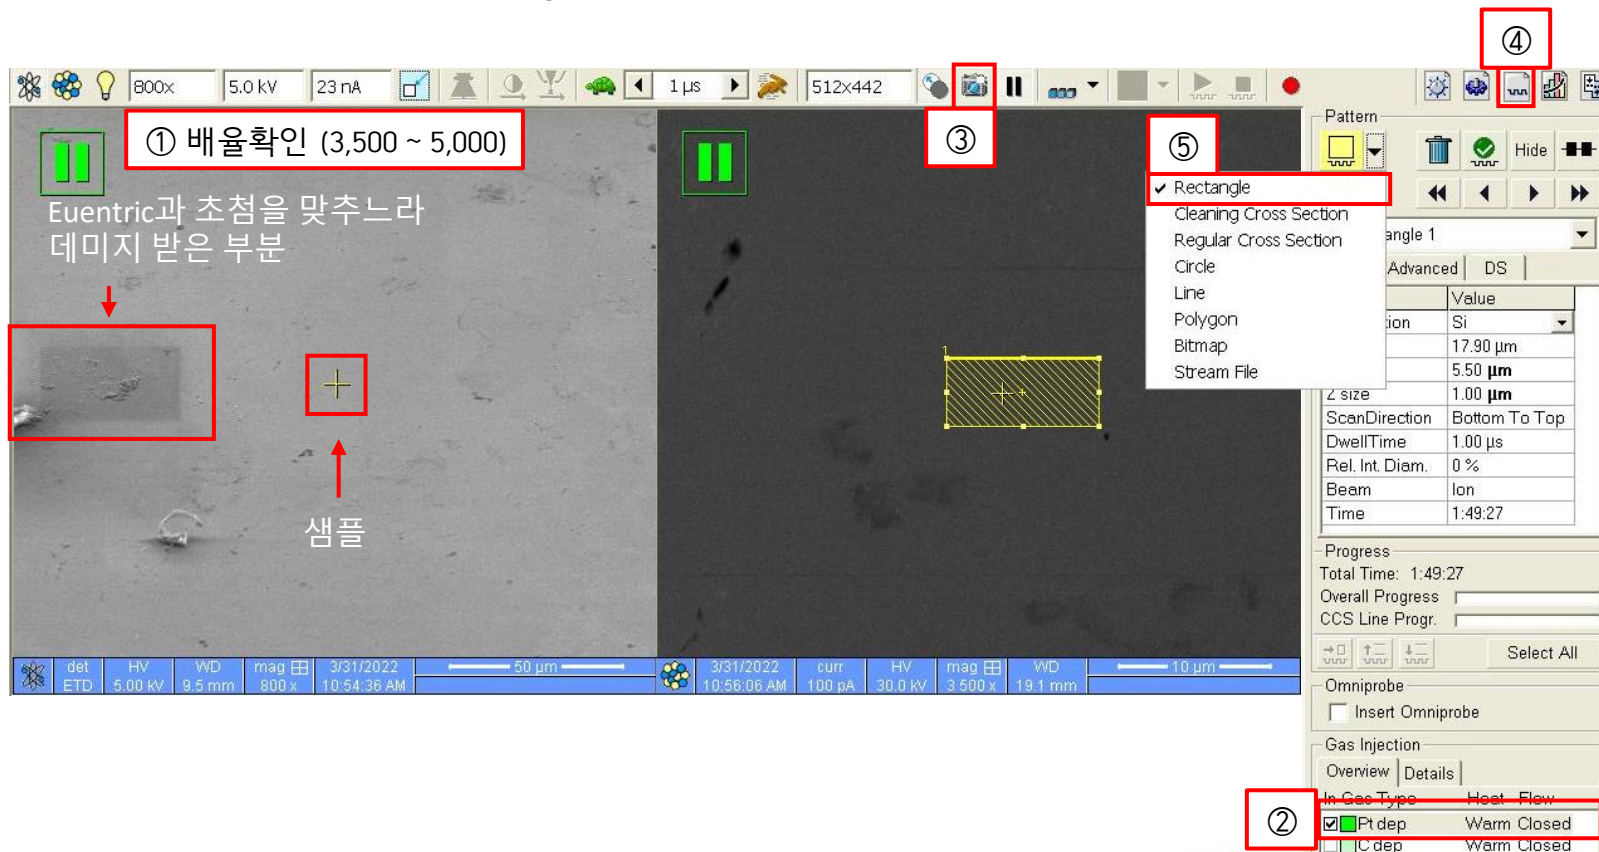 ④
800x 5.0 kV 23 nA 1 µs 512x442
① 배율확인 (3,500 ~ 5,000)
③
⑤
Pattern
Hide
Euentric과 초첨을 맞추느라
데미지 받은 부분
Rectangle
Cleaning Cross Section
Regular Cross Section
Circle
Line
Polygon
Bitmap
Stream File
angle 1
Advanced DS
Value
tion Si
17.90 µm
5.50 µm
Z size 1.00 µm
ScanDirection Bottom To Top
DwellTime 1.00 µs
Rel. Int. Diam. 0 %
Beam Ion
Time 1:49:27
1
샘플
Progress
Total Time: 1:49:27
Overall Progress
CCS Line Progr.
Select All
det HV WD mag 3/31/2022 50 µm
ETD 5.00 kV 9.5 mm 800 x 10:54:36 AM
3/31/2022 curr HV mag WD 10 µm
10:56:06 AM 100 pA 30.0 kV 3 500 x 19.1 mm
Omniprobe
Insert Omniprobe
Gas Injection
Overview Details
In Gas Type Heat Flow
②
Pt dep Warm Closed
C dep Warm Closed